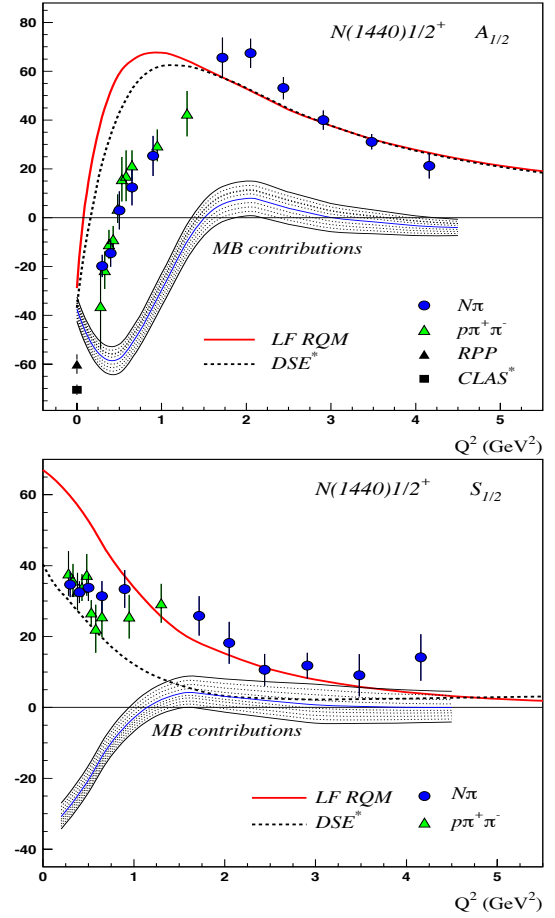 N(1440)1/2⁺ A₁/₂
80
60
40
20
0
-20
-40
-60
MB contributions
LF RQM
DSE*
Nπ
pπ⁺π⁻
RPP
CLAS*
0 1 2 3 4 5
Q² (GeV²)
N(1440)1/2⁺ S₁/₂
60
40
20
0
-20
-40
MB contributions
LF RQM
DSE*
Nπ
pπ⁺π⁻
0 1 2 3 4 5
Q² (GeV²)